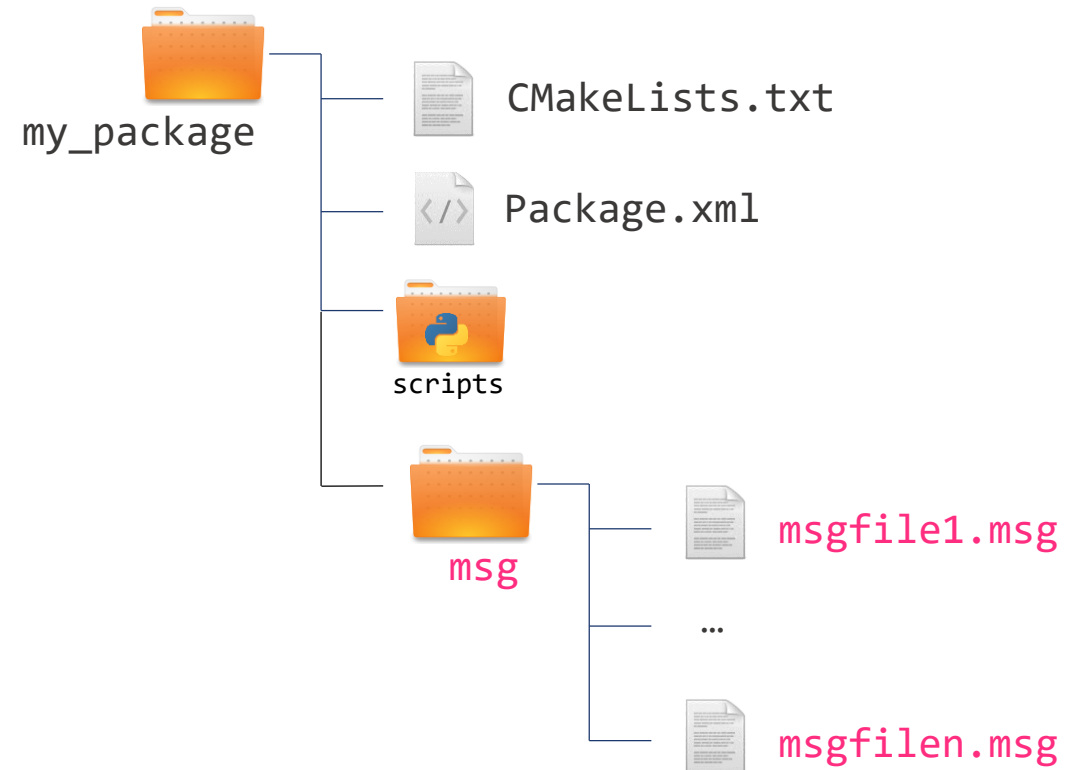 my_package
CMakeLists.txt
Package.xml
scripts
msg
msgfile1.msg
…
msgfilen.msg